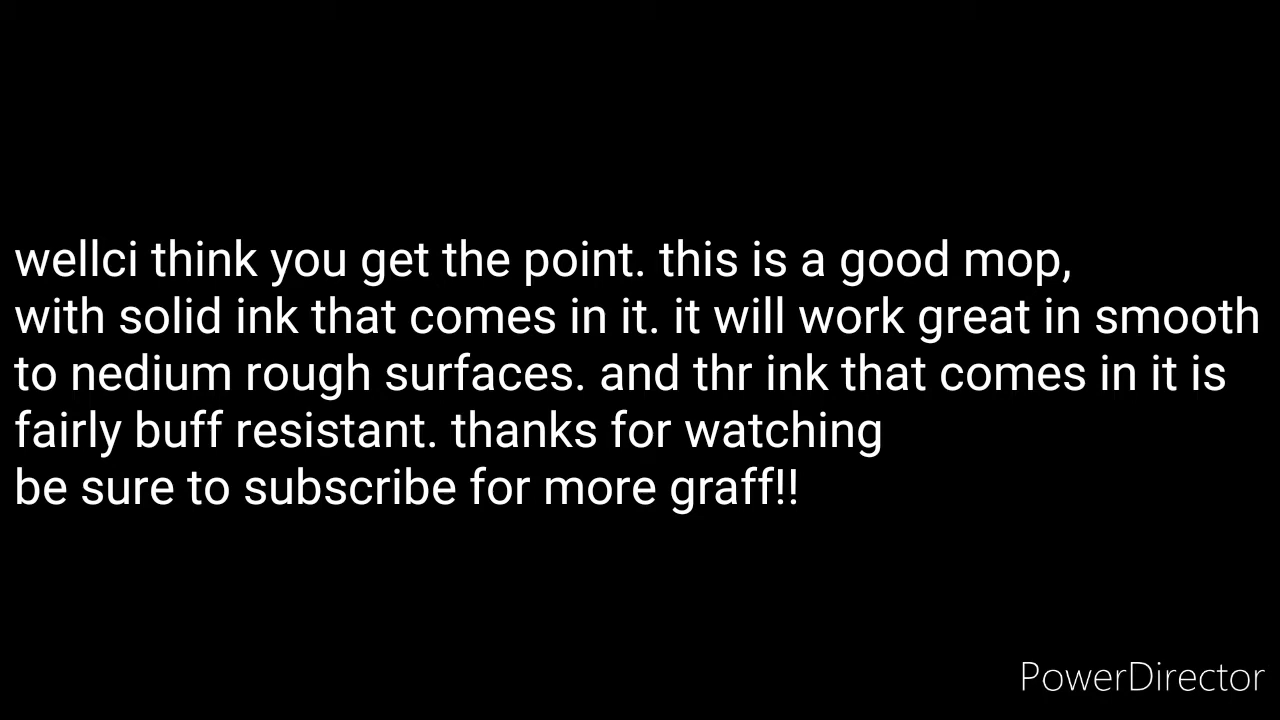 wellci think you get the point. this is a good mop,
with solid ink that comes in it. it will work great in smooth
to nedium rough surfaces. and thr ink that comes in it is
fairly buff resistant. thanks for watching
be sure to subscribe for more graff!!
PowerDirector